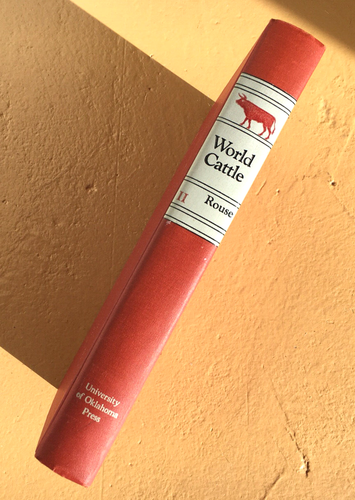 World
Cattle
II
Rouse
University
of Oklahoma
Press